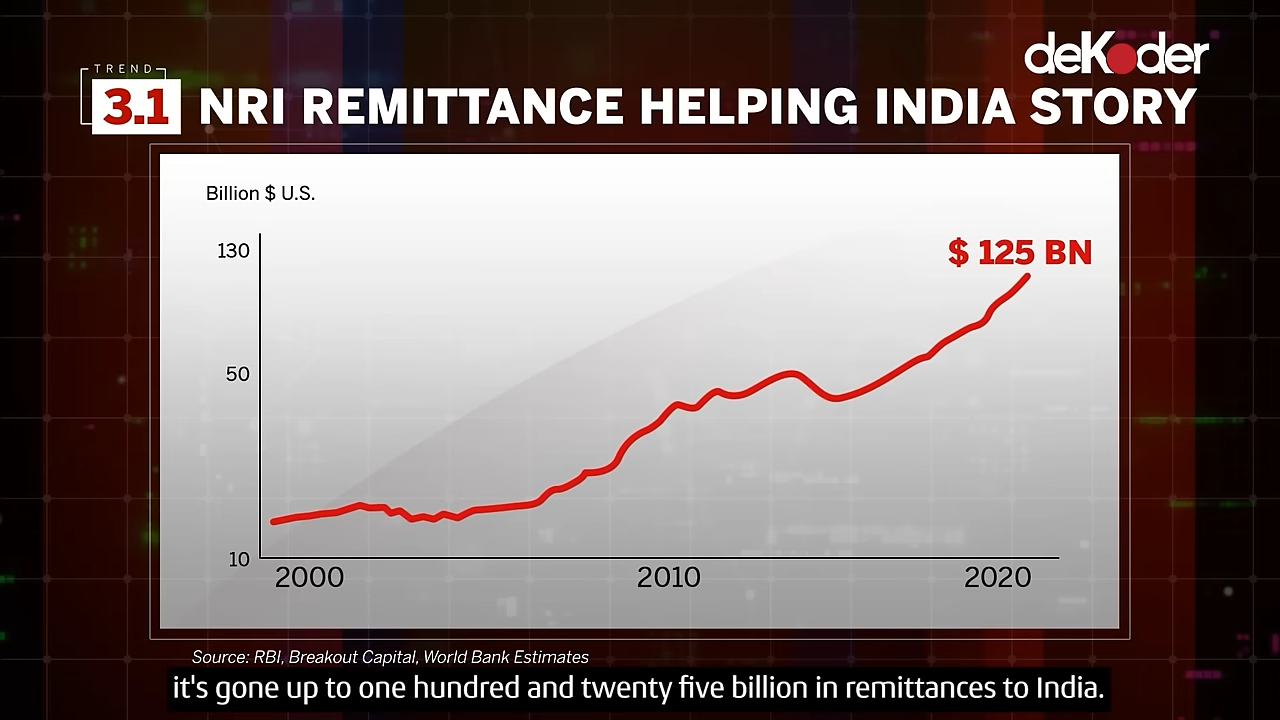 deKoder
TREND
3.1 NRI REMITTANCE HELPING INDIA STORY
Billion $ U.S.
130
$ 125 BN
50
10
2000 2010 2020
Source: RBI, Breakout Capital, World Bank Estimates
it's gone up to one hundred and twenty five billion in remittances to India.